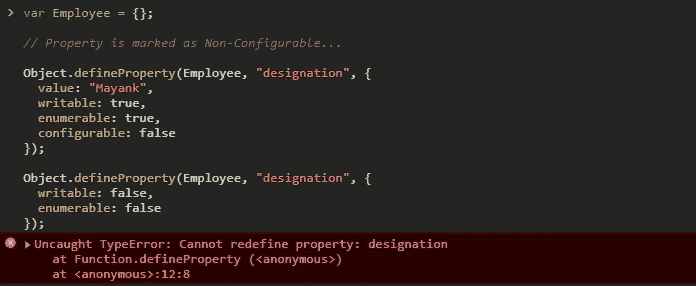 > var Employee = {};
// Property is marked as Non-Configurable...
Object.defineProperty(Employee, "designation", {
value: "Mayank",
writable: true,
enumerable: true,
configurable: false
});
Object.defineProperty(Employee, "designation", {
writable: false,
enumerable: false
});
Uncaught TypeError: Cannot redefine property: designation
at Function.defineProperty (<anonymous>)
at <anonymous>:12:8